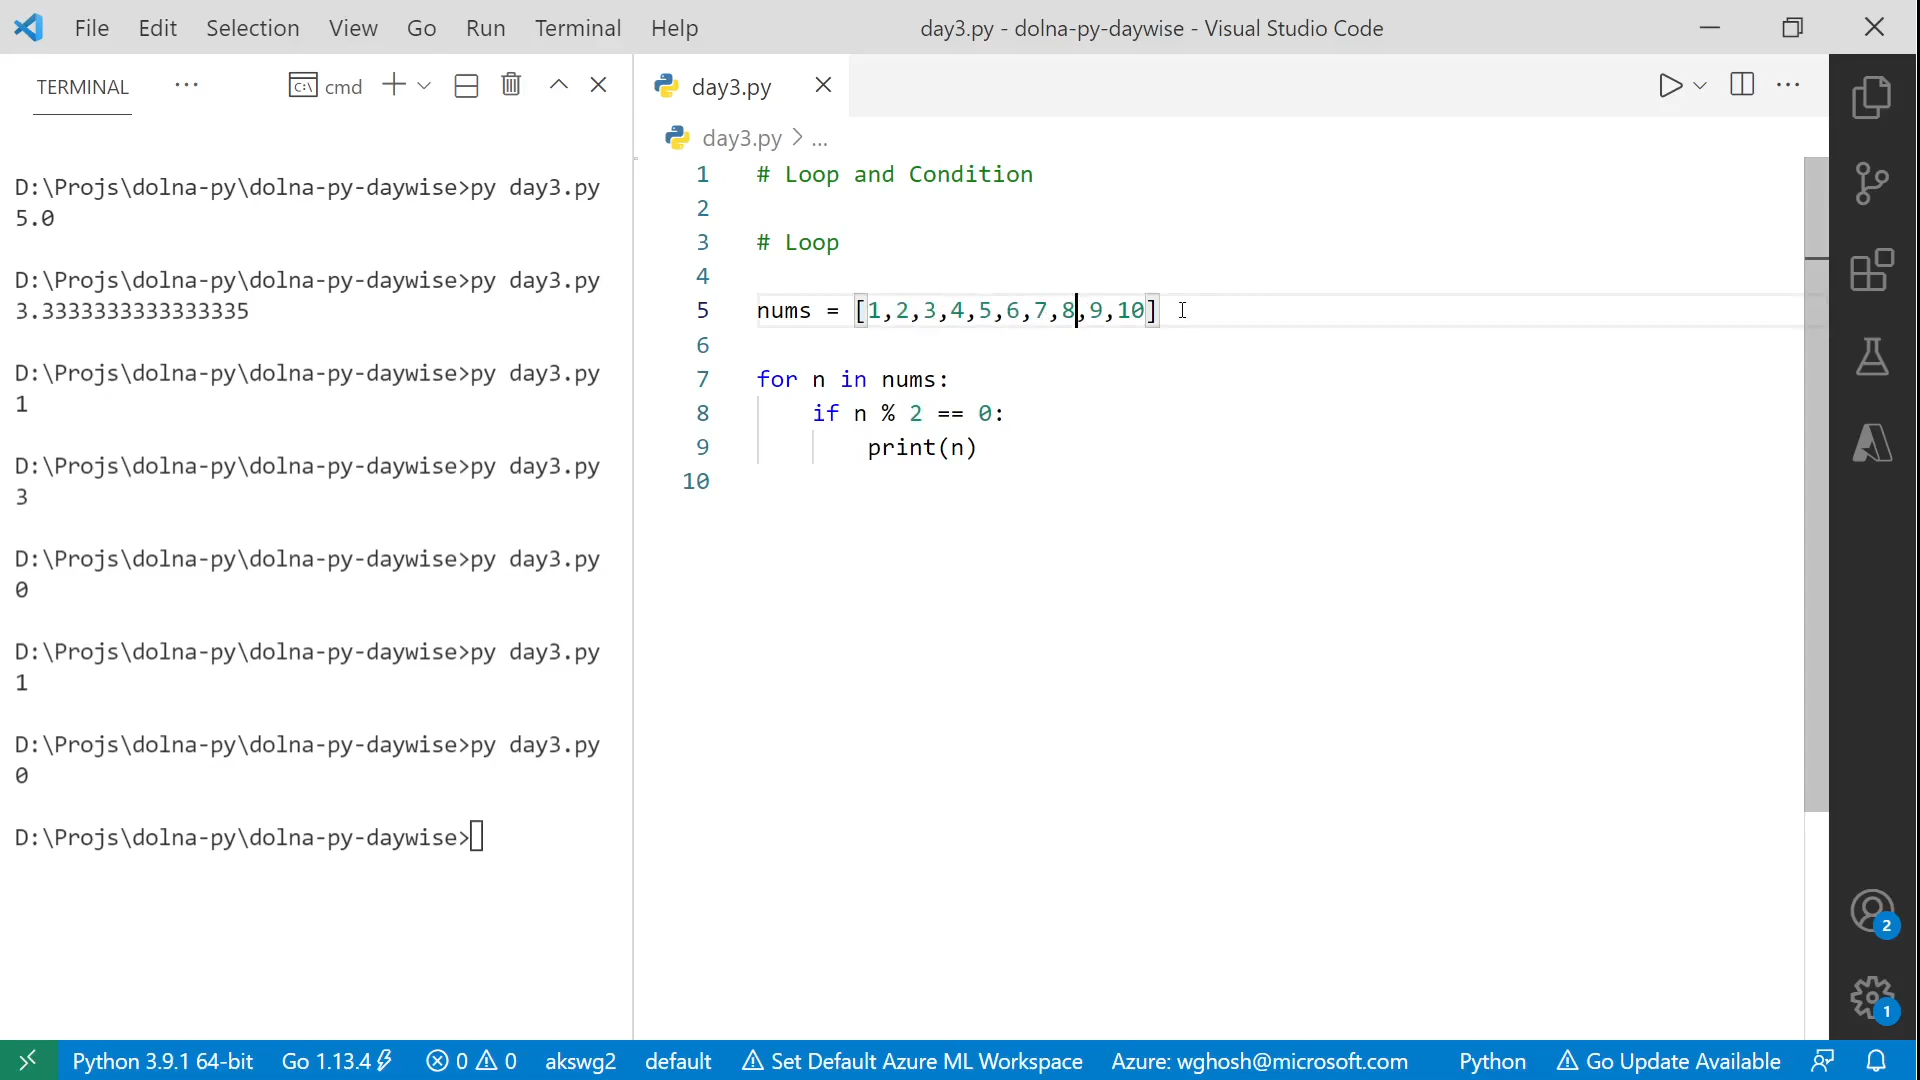 File Edit Selection View Go Run Terminal Help
day3.py - dolna-py-daywise - Visual Studio Code
TERMINAL
cmd
D:\Projs\dolna-py\dolna-py-daywise>py day3.py
5.0
D:\Projs\dolna-py\dolna-py-daywise>py day3.py
3.3333333333333335
D:\Projs\dolna-py\dolna-py-daywise>py day3.py
1
D:\Projs\dolna-py\dolna-py-daywise>py day3.py
3
D:\Projs\dolna-py\dolna-py-daywise>py day3.py
0
D:\Projs\dolna-py\dolna-py-daywise>py day3.py
1
D:\Projs\dolna-py\dolna-py-daywise>py day3.py
0
D:\Projs\dolna-py\dolna-py-daywise>
day3.py
day3.py > ...
1 # Loop and Condition
2
3 # Loop
4
5 nums = [1,2,3,4,5,6,7,8,9,10]
6
7 for n in nums:
8 if n % 2 == 0:
9 print(n)
10
2
1
Python 3.9.1 64-bit Go 1.13.4 0 0 akswg2 default Set Default Azure ML Workspace Azure: wghosh@microsoft.com Python Go Update Available